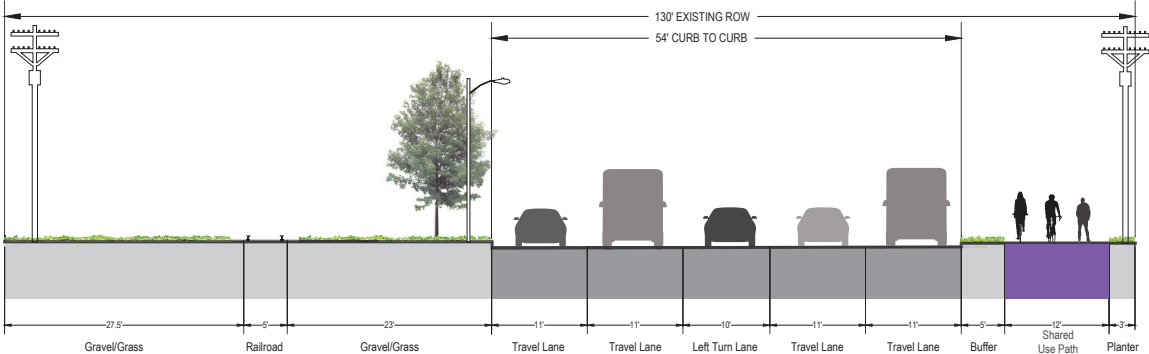 130' EXISTING ROW
54' CURB TO CURB
27.5' 5' 23' 11' 11' 10' 11' 11' 5' 12' 3'
Gravel/Grass Railroad Gravel/Grass Travel Lane Travel Lane Left Turn Lane Travel Lane Travel Lane Buffer Shared Planter
Use Path